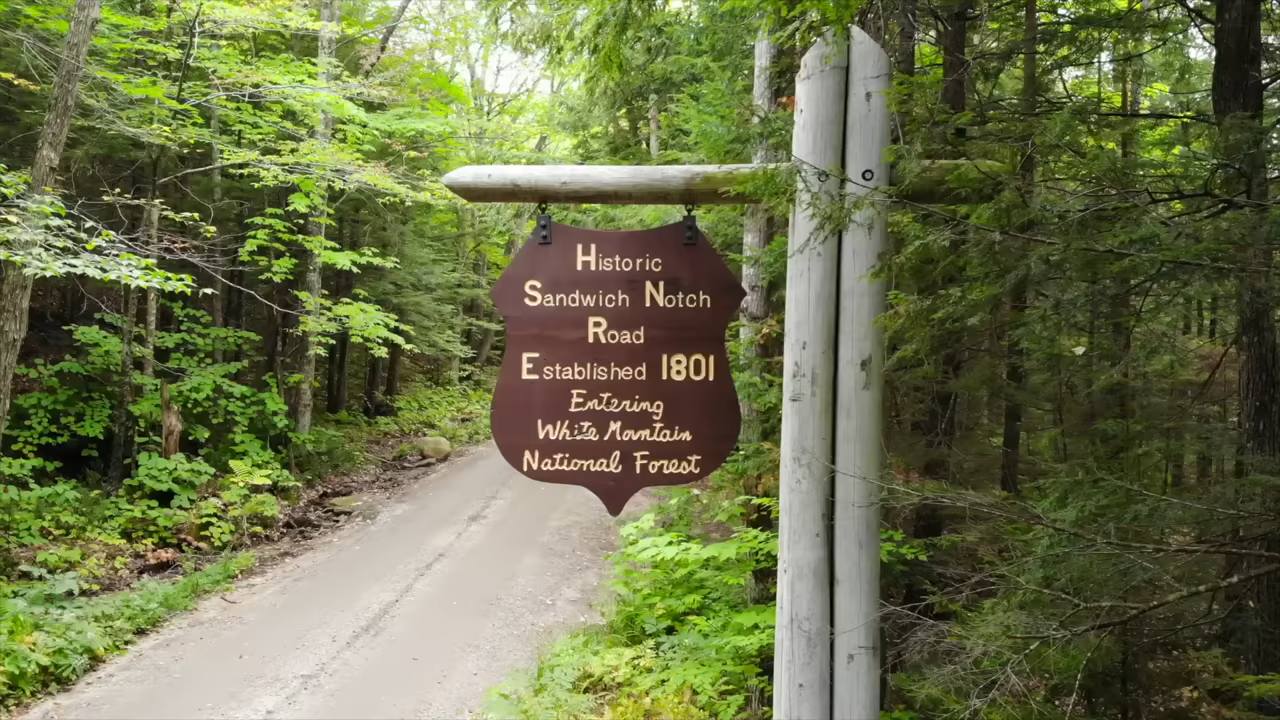 Historic
Sandwich Notch
Road
Established 1801
Entering
White Mountain
National Forest